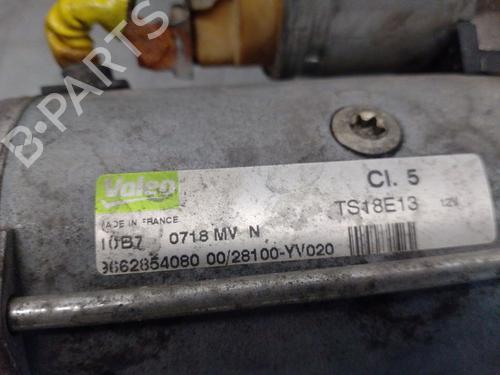 B-PARTS
Valeo
MADE IN FRANCE
Cl. 5
TS18E13 12V
10B7 0718 MV N
9662854080 00/28100-YV020